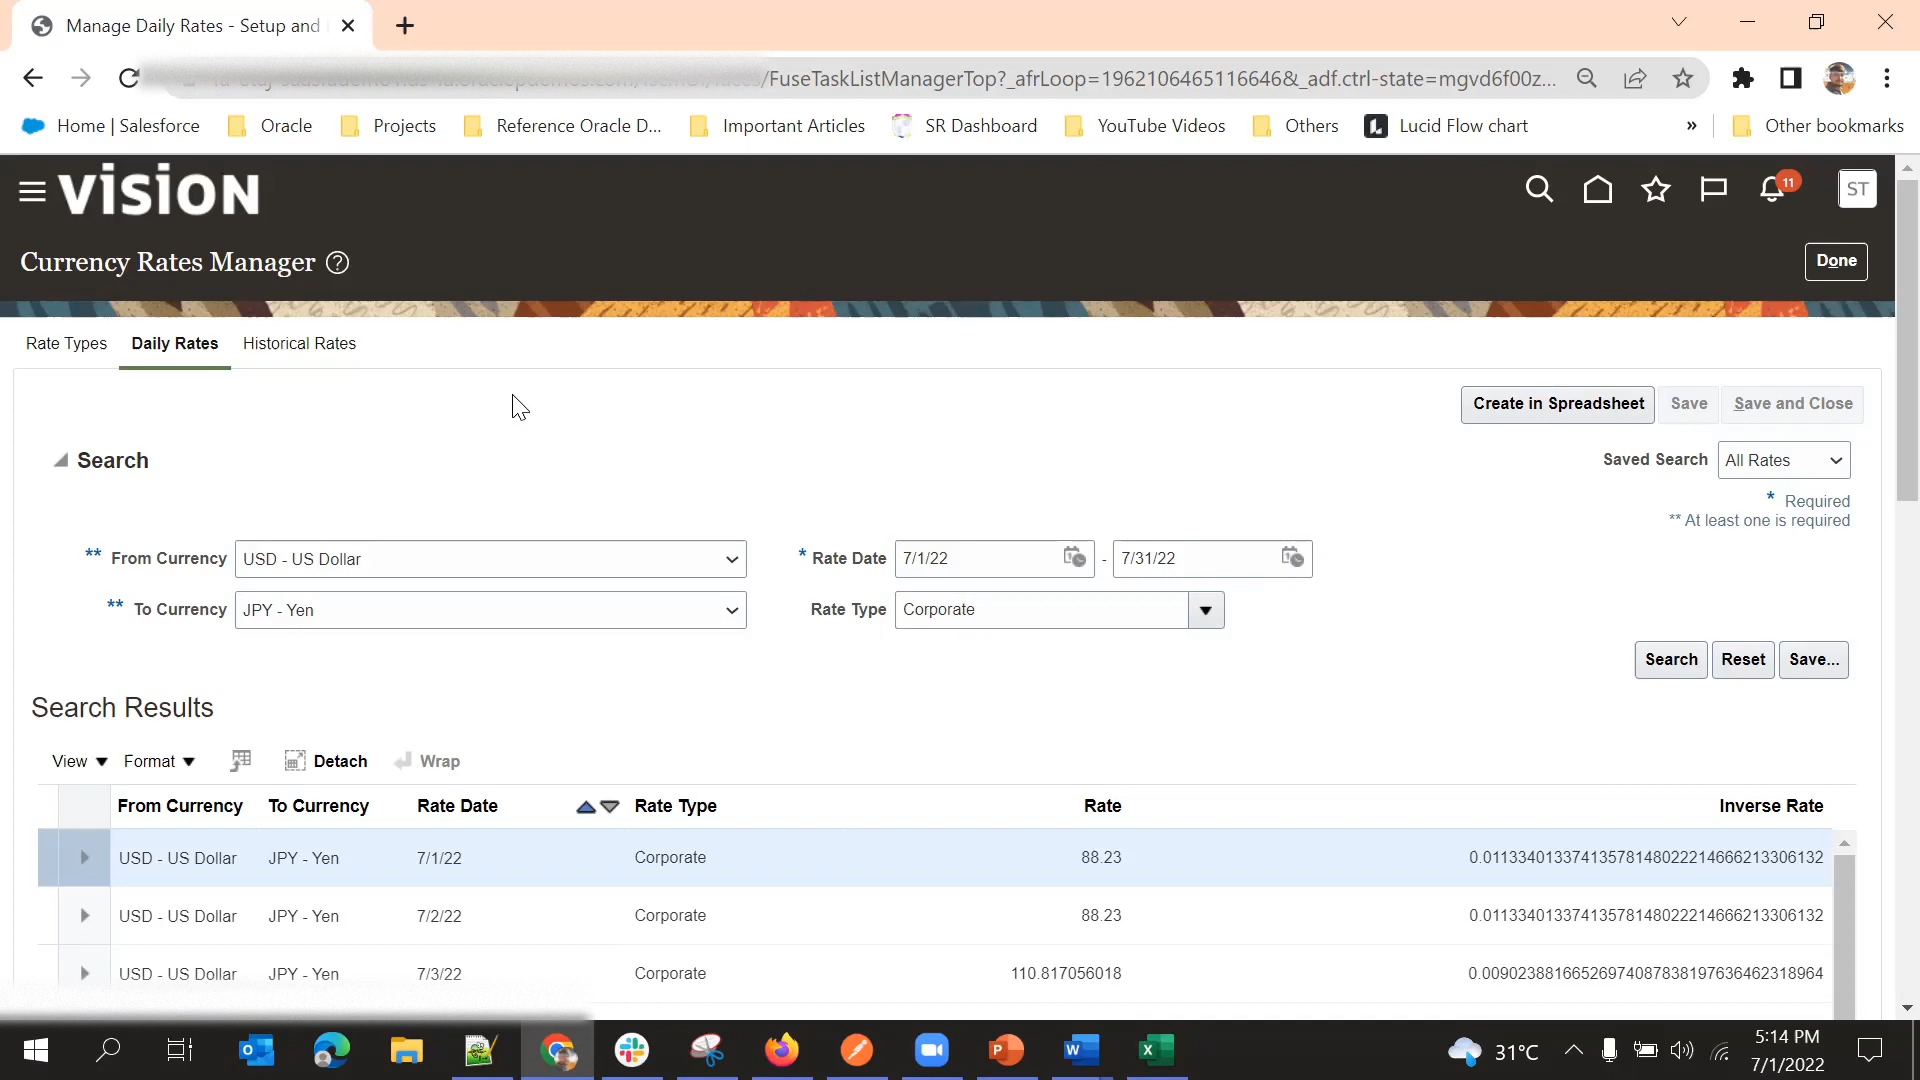 Manage Daily Rates - Setup and
/FuseTaskListManagerTop?_afrLoop=19621064651166468&_adf.ctrl-state=mgvd6f00z...
Home | Salesforce Oracle Projects Reference Oracle D... Important Articles SR Dashboard YouTube Videos Others Lucid Flow chart » Other bookmarks
VISION 11 ST
Currency Rates Manager ? Done
Rate Types Daily Rates Historical Rates
Create in Spreadsheet Save Save and Close
Search Saved Search All Rates
* Required
** At least one is required
** From Currency USD - US Dollar * Rate Date 7/1/22 - 7/31/22
** To Currency JPY - Yen Rate Type Corporate
Search Reset Save...
Search Results
View Format Detach Wrap
From Currency To Currency Rate Date Rate Type Rate Inverse Rate
USD - US Dollar JPY - Yen 7/1/22 Corporate 88.23 0.011334013374135781480222146662133061​32
USD - US Dollar JPY - Yen 7/2/22 Corporate 88.23 0.01133401337413578148022214666213306132
USD - US Dollar JPY - Yen 7/3/22 Corporate 110.817056018 0.00902388166526974087838197636462318964
31°C 5:14 PM
7/1/2022